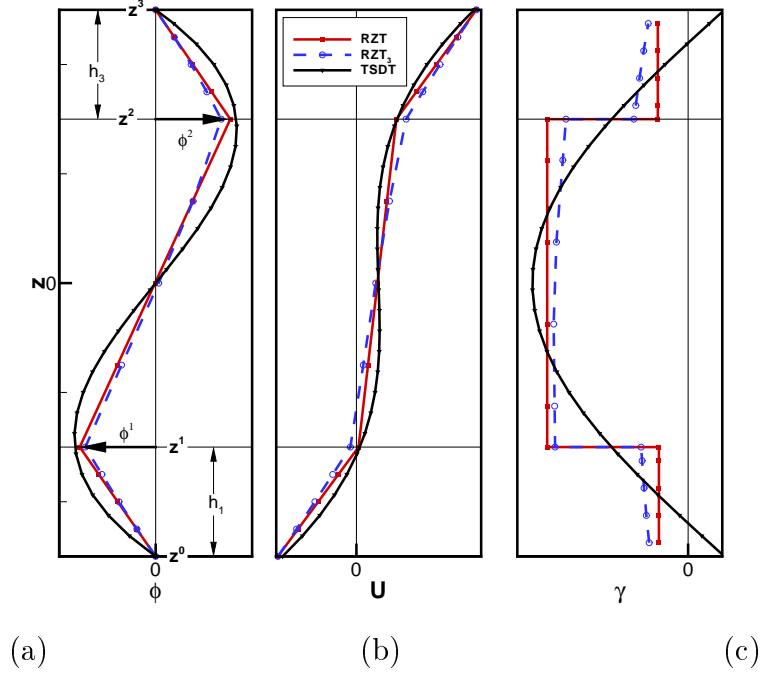 z³
RZT
RZT₃
TSDT
h₃
z²
ϕ²
z 0
ϕ¹
z¹
h₁
z⁰
0 0 0
ϕ U γ
(a) (b) (c)